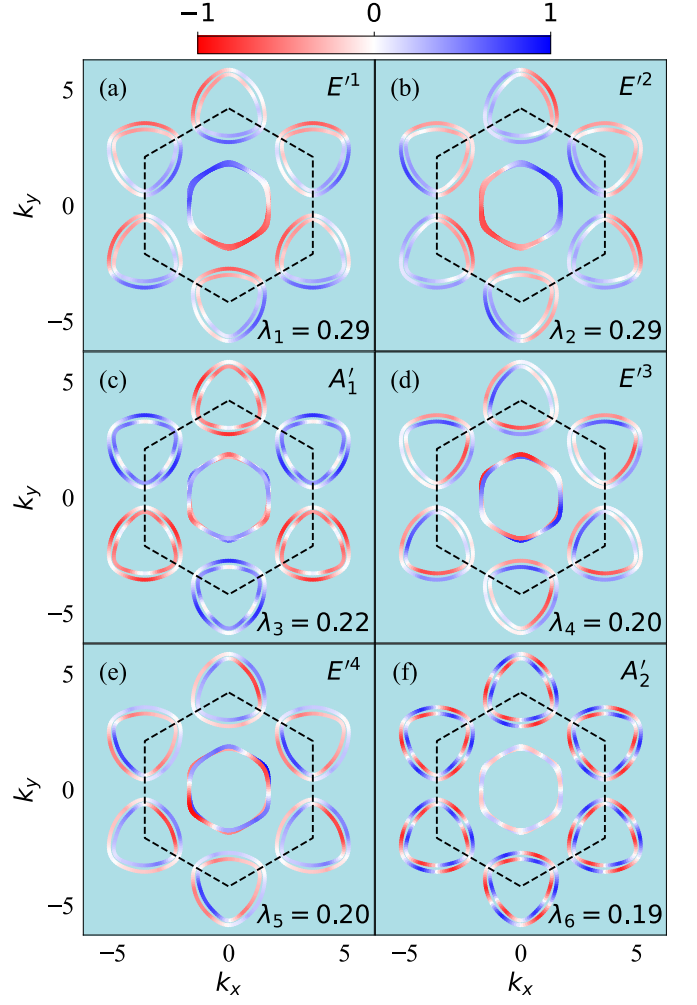 −1 0 1
(a) E′1
(b) E′2
5
k_y 0
−5
λ₁ = 0.29
λ₂ = 0.29
(c) A′₁
(d) E′3
5
k_y 0
−5
λ₃ = 0.22
λ₄ = 0.20
(e) E′4
(f) A′₂
5
k_y 0
−5
λ₅ = 0.20
λ₆ = 0.19
−5 0 5
−5 0 5
k_x
k_x